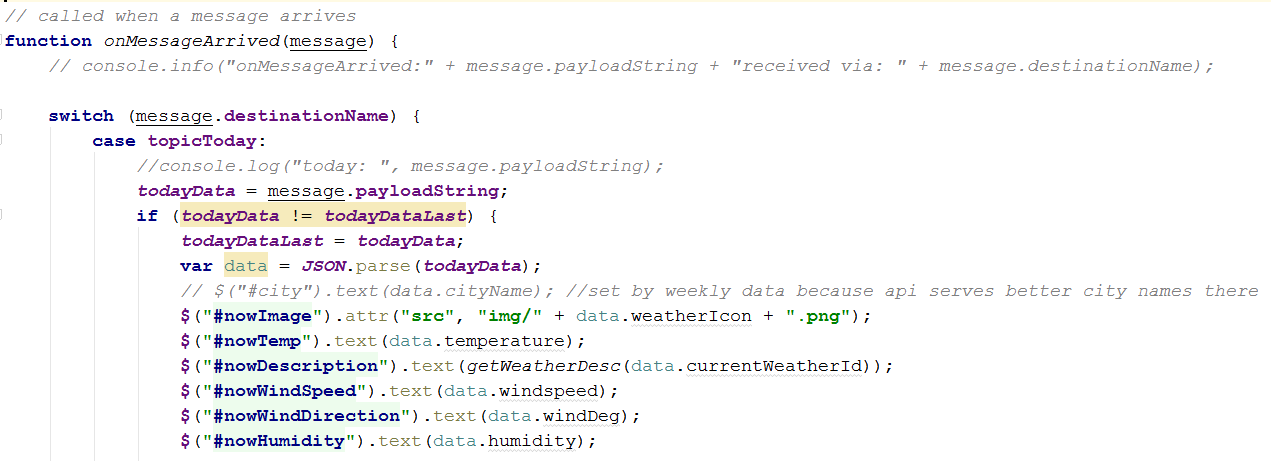 // called when a message arrives
function onMessageArrived(message) {
// console.info("onMessageArrived:" + message.payloadString + "received via: " + message.destinationName);
switch (message.destinationName) {
case topicToday:
//console.log("today: ", message.payloadString);
todayData = message.payloadString;
if (todayData != todayDataLast) {
todayDataLast = todayData;
var data = JSON.parse(todayData);
// $("#city").text(data.cityName); //set by weekly data because api serves better city names there
$("#nowImage").attr("src", "img/" + data.weatherIcon + ".png");
$("#nowTemp").text(data.temperature);
$("#nowDescription").text(getWeatherDesc(data.currentWeatherId));
$("#nowWindSpeed").text(data.windspeed);
$("#nowWindDirection").text(data.windDeg);
$("#nowHumidity").text(data.humidity);